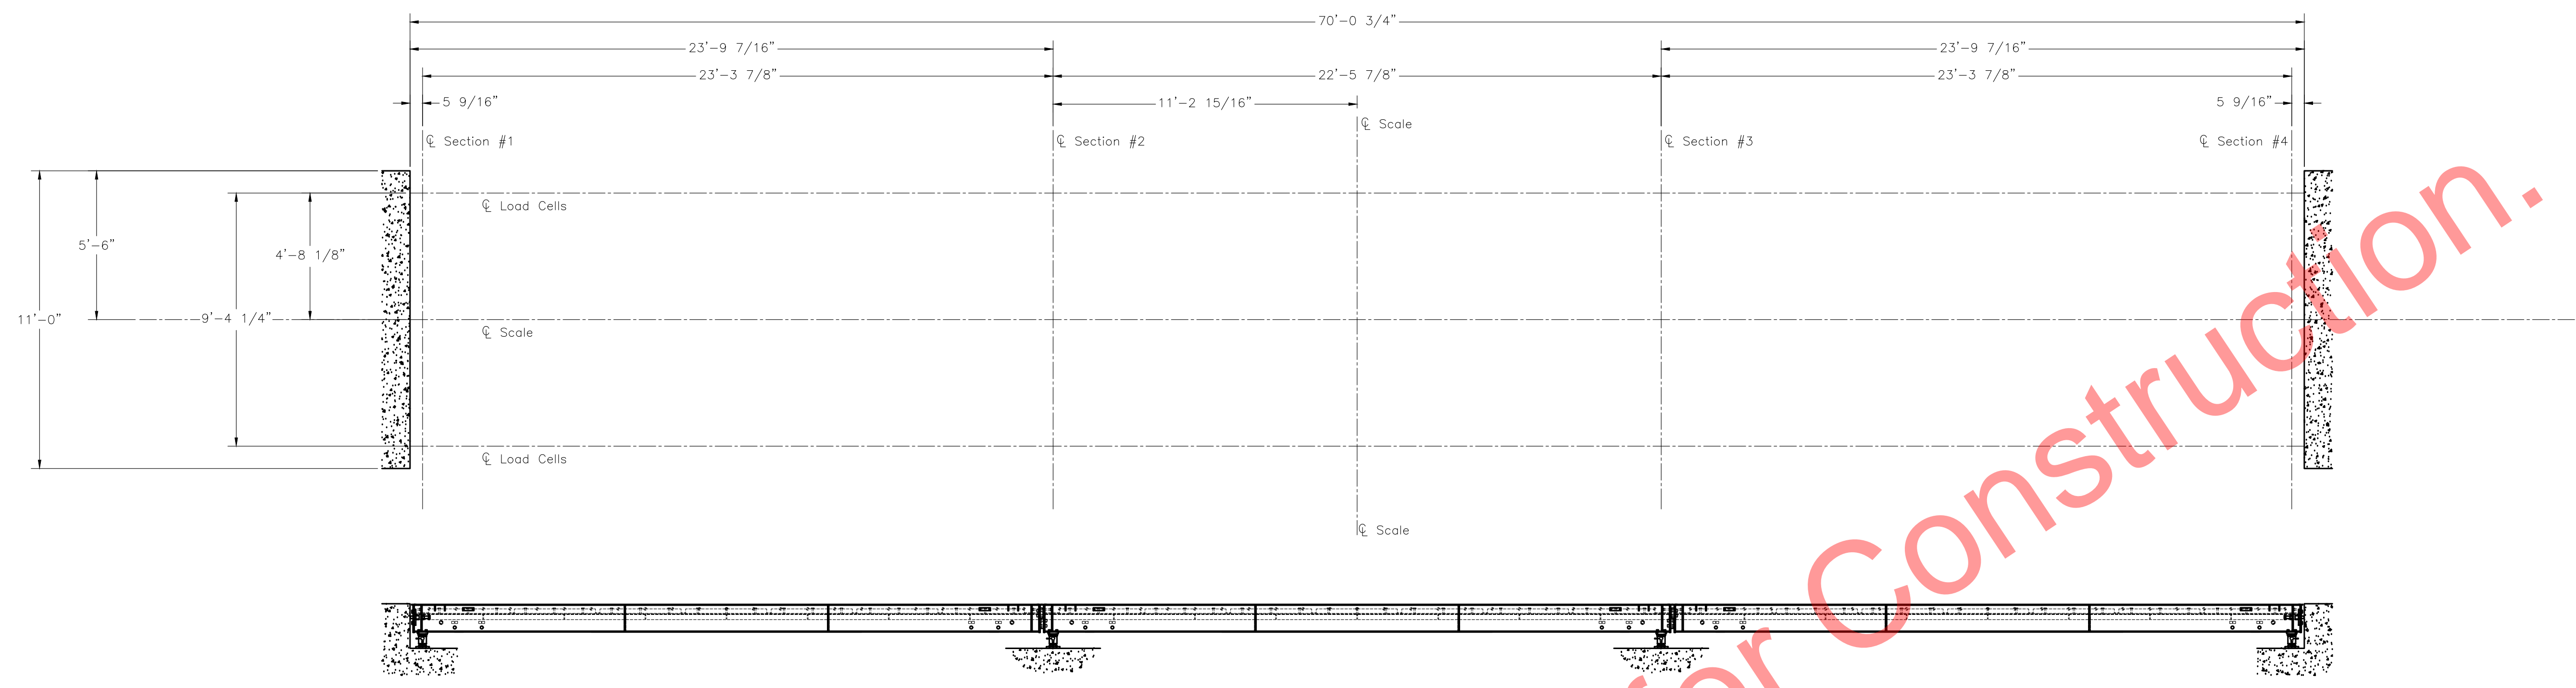 70'-0 3/4"
23'-9 7/16"
23'-9 7/16"
23'-3 7/8"
22'-5 7/8"
23'-3 7/8"
5 9/16"
11'-2 15/16"
5 9/16"
℄ Scale
℄ Section #1
℄ Section #2
℄ Section #3
℄ Section #4
℄ Load Cells
5'-6"
4'-8 1/8"
11'-0"
9'-4 1/4"
℄ Scale
℄ Load Cells
℄ Scale
for Construction.